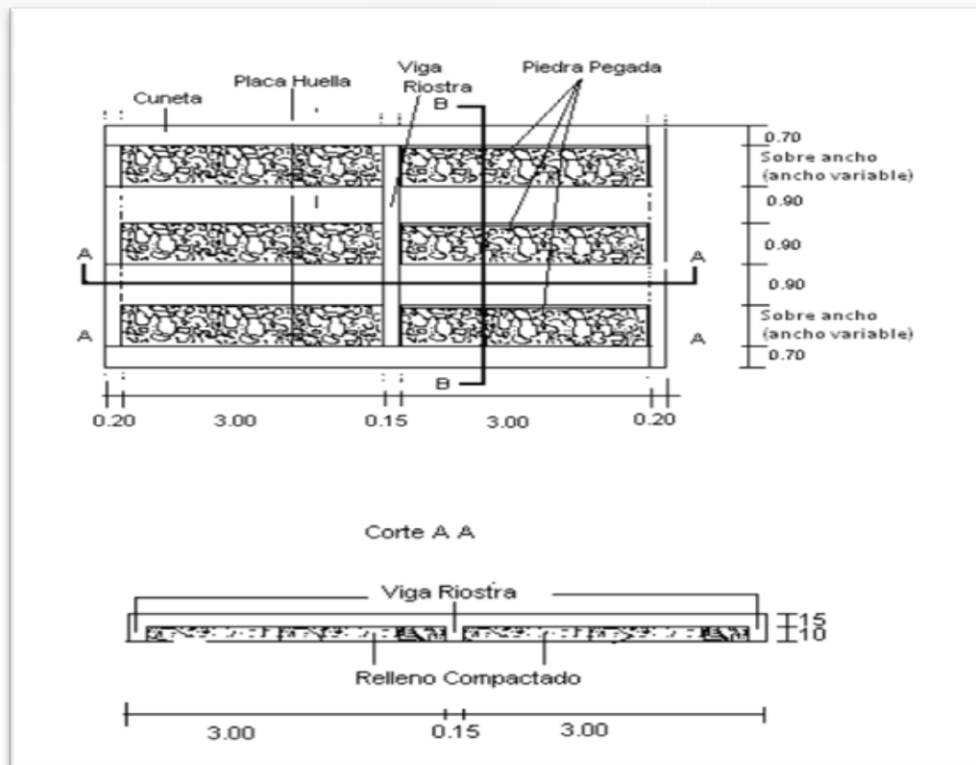 Cuneta
Placa Huella
Viga
Riostra
Piedra Pegada
B
0.70
Sobre ancho
(ancho variable)
0.90
0.90
A
A
0.90
Sobre ancho
(ancho variable)
A
A
0.70
B
0.20
3.00
0.15
3.00
0.20
Corte A A
Viga Riostra
15
10
Relleno Compactado
3.00
0.15
3.00